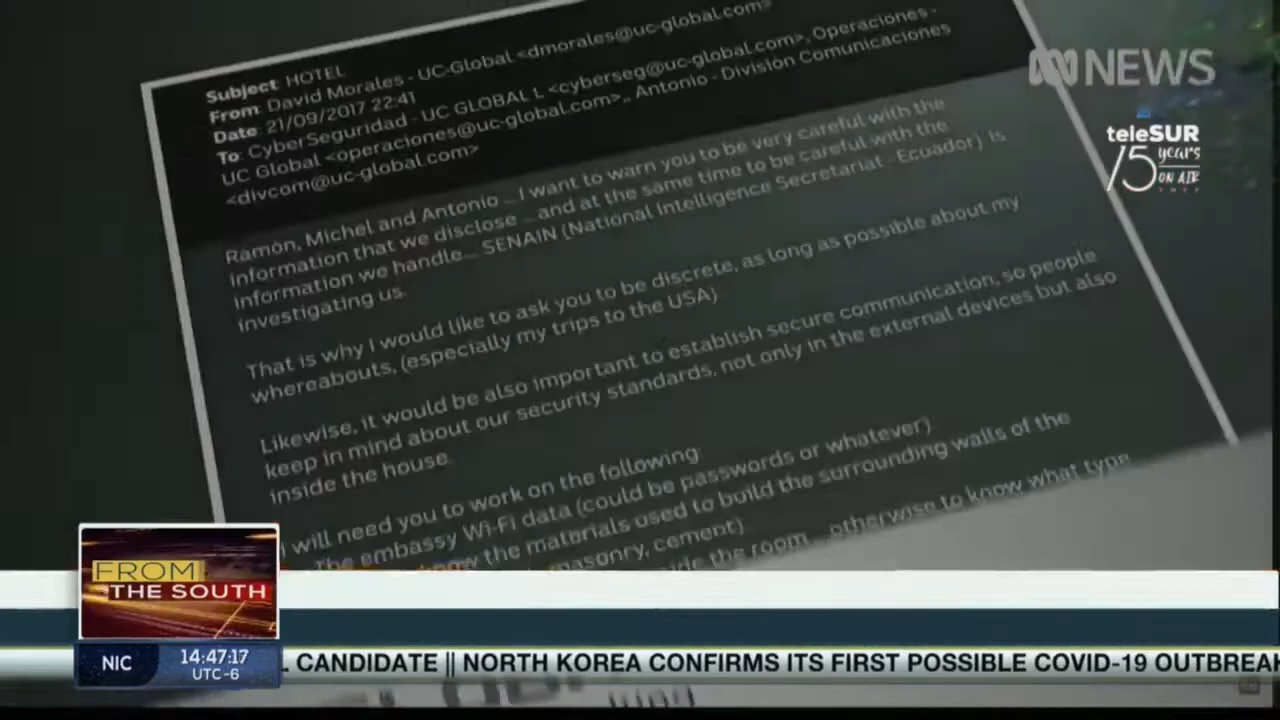 NEWS
teleSUR
15 years
ON AIR
Subject: HOTEL
From: David Morales - UC-Global <dmorales@uc-global.com>
Date: 21/09/2017 22:41
To: CyberSeguridad - UC GLOBAL L <cyberseg@uc-global.com>, Operaciones -
UC Global <operaciones@uc-global.com>,, Antonio - Division Comunicaciones
<divcom@uc-global.com>
Ramón, Michel and Antonio ... I want to warn you to be very careful with the
information that we disclose ... and at the same time to be careful with the
information we handle... SENAIN (National Intelligence Secretariat - Ecuador) is
investigating us.
That is why I would like to ask you to be discrete, as long as possible about my
whereabouts, (especially my trips to the USA)
Likewise, it would be also important to establish secure communication, so people
keep in mind about our security standards, not only in the external devices but also
inside the house.
I will need you to work on the following:
The embassy Wi-Fi data (could be passwords or whatever)
know the materials used to build the surrounding walls of the
masonry, cement)
the room ... otherwise to know what type
FROM
THE SOUTH
NIC
14:47:17
UTC-6
CANDIDATE || NORTH KOREA CONFIRMS ITS FIRST POSSIBLE COVID-19 OUTBREA